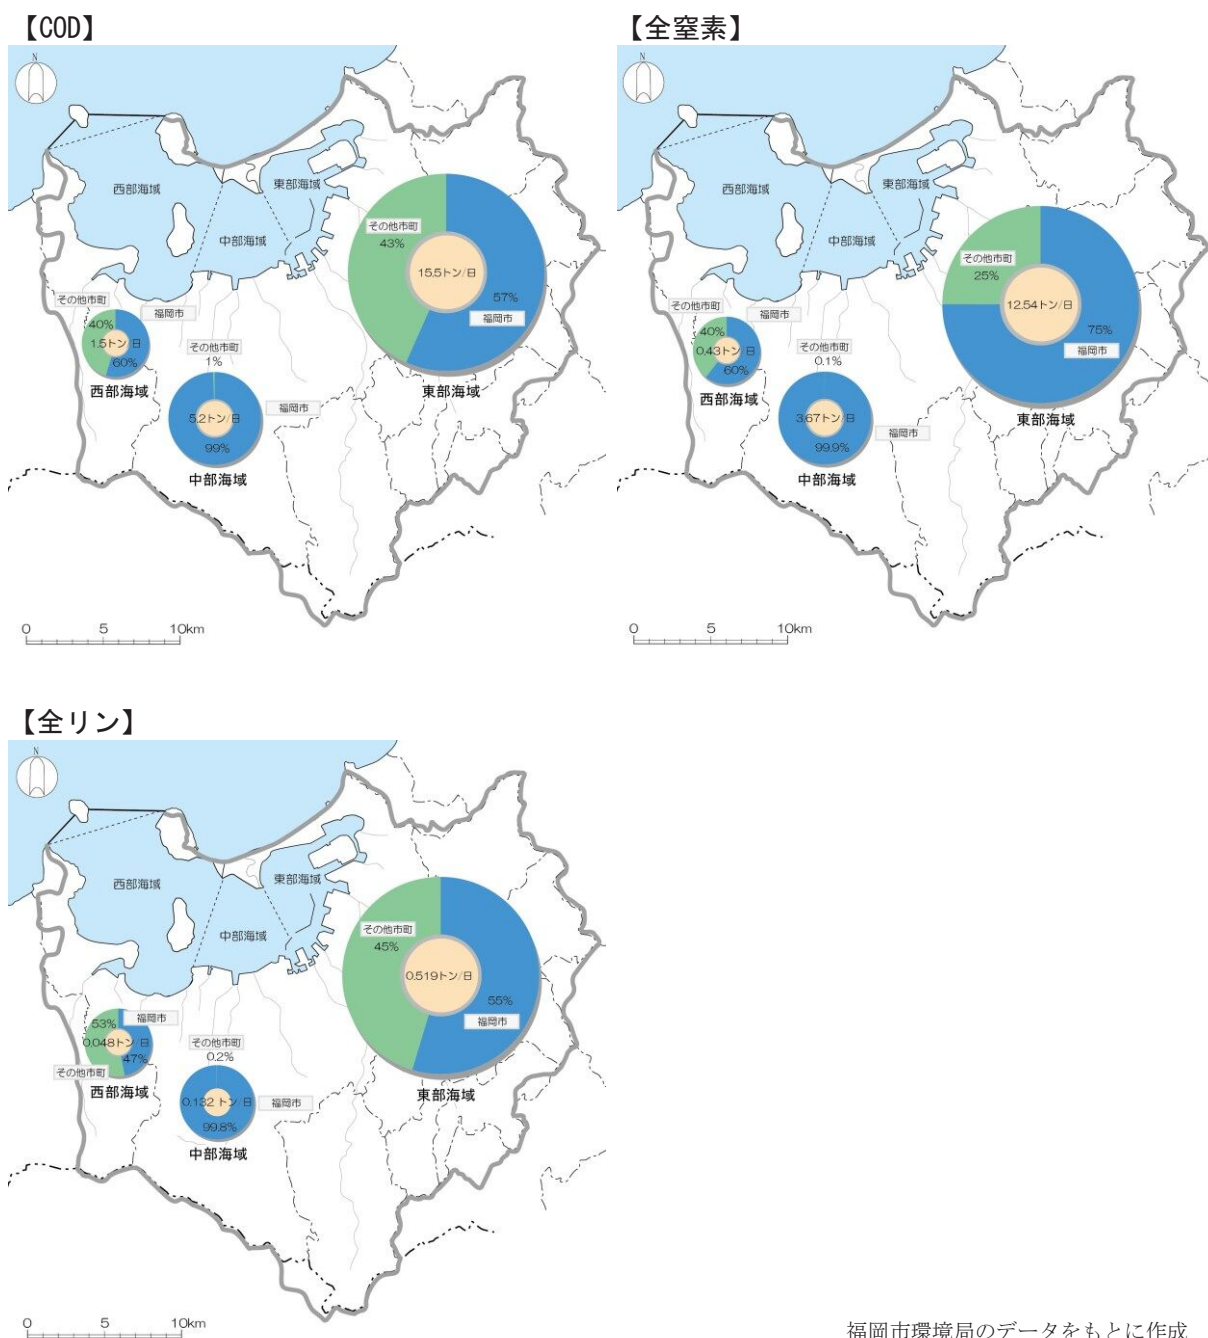 【COD】
N
西部海域
東部海域
中部海域
その他市町
43%
15.5トン/日
57%
福岡市
東部海域
その他市町
福岡市
40%
1.5トン/日
60%
西部海域
その他市町
1%
5.2トン/日
福岡市
99%
中部海域
0 5 10km
【全窒素】
N
西部海域
東部海域
中部海域
その他市町
25%
12.54トン/日
75%
福岡市
東部海域
その他市町
福岡市
40%
0.43トン/日
60%
西部海域
その他市町
0.1%
3.67トン/日
99.9%
福岡市
中部海域
0 5 10km
【全リン】
N
西部海域
東部海域
中部海域
その他市町
45%
0.519トン/日
55%
福岡市
東部海域
53%
福岡市
0.048トン/日
47%
その他市町
西部海域
その他市町
0.2%
0.132トン/日
福岡市
99.8%
中部海域
0 5 10km
福岡市環境局のデータをもとに作成